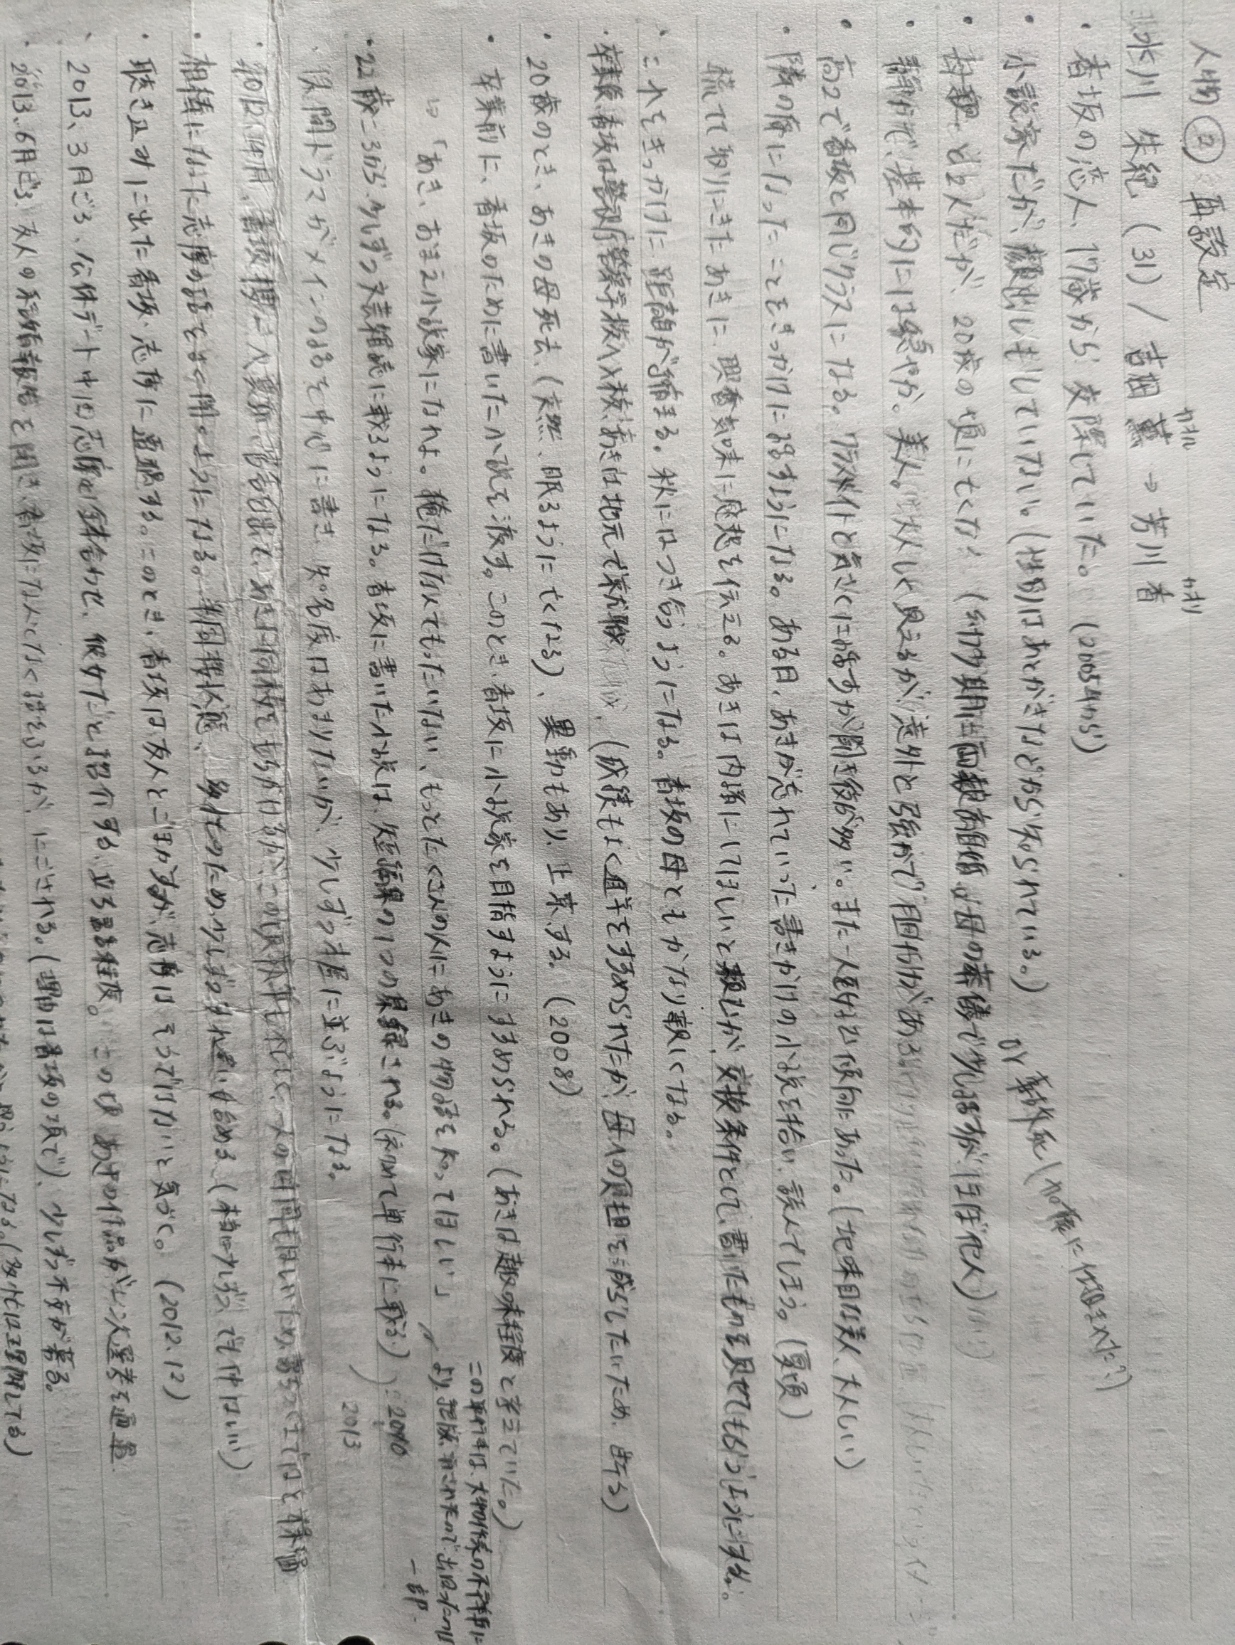 人物② 再設定
カオル カオリ
水川 朱紀 (31) / 吉田 薫 → 芳川 香
・香坂の恋人、17歳から交際していた。(2005年から)
・小説家だが、顔出しもしていない。(性別はあとがきなどから知られている。)
or 事故死(加藤に仕組まれた?)
・母親と2人だが、20歳の頃に亡くなる (幼少期に両親離婚。母の葬儀で少し話すがほぼ他人)
・静かで、基本的には穏やか。美人。大人しく見えるが、意外と強かで月日かがある。
・高2で香坂と同じクラスになる。クラスメイトと気さくに話すが聞き役が多い。また一人を好む傾向にあった。(地味目な美人、大人しい)
・隣の席になったことをきっかけに話すようになる。ある日、あきが忘れていった書きかけの小説を拾い、読んでしまう。(夏頃)
慌てて取りにきたあきに、興奮気味に感想を伝える。あきは内緒にしてほしいと頼むが、交換条件として、書いたものを見せてもらうようにする。
・これをきっかけに距離が縮まる。秋にはつき合うようになる。香坂の母ともかなり親しくなる。
・卒業後、香坂は警視庁警察学校へ入校、あきは地元で就職 (成績もよく進学をすすめられたが、母への負担を減らしたいため、断る)
・20歳のとき、あきの母死去、(突然、眠るように亡くなる)、異動もあり、上京する。(2008)
・卒業前に、香坂のために書いた小説を渡す。このとき、香坂に小説家を目指すようにすすめられる。(あきは趣味程度と考えていた。)
この単行本は、大物作家の不祥事に
より、絶版、有されたので出回ったのは
一部。
「あき、おまえ小説家になれよ。俺だけなんてもったいない、もっとたくさんの人にあきの物語を知ってほしい」
・22歳ごろから、少しずつ文芸雑誌に載るようになる。香坂に書いた小説は、短編集の1つの集録される。(初めて単行本に載る) 2010
2013
・人間ドラマがメインの話を中心に書き、知名度はあまりないが、少しずつ本屋に並ぶようになる。
・2012、4月、香坂 機捜へ異動、宿舎を出て、あきに同棲をもちかけるが、この頃執筆も忙しく、一人の時間もほしいため、落ちつくまではと保留
・相棒になった志摩の話をよく聞くようになる。半同棲状態、多忙のため、少しずつすれ違い始める (本当に少しずつ、でも仲はいい)
・聴き込みに出た香坂・志摩に遭遇する。このとき、香坂は友人とごまかすが、志摩はそうではないと気づく。(2012.12)
・2013、3月ごろ、公休デート中に志摩と鉢合わせ、彼女だと紹介する、立ち話程度。この頃 あきの作品が一次選考を通過
・2013、6月ごろ、友人の結婚報告を聞き、香坂になんとなく話をふるが、にごされる。(理由は香坂の項で)、少しずつ不安が募る。
(多忙は理解してる)